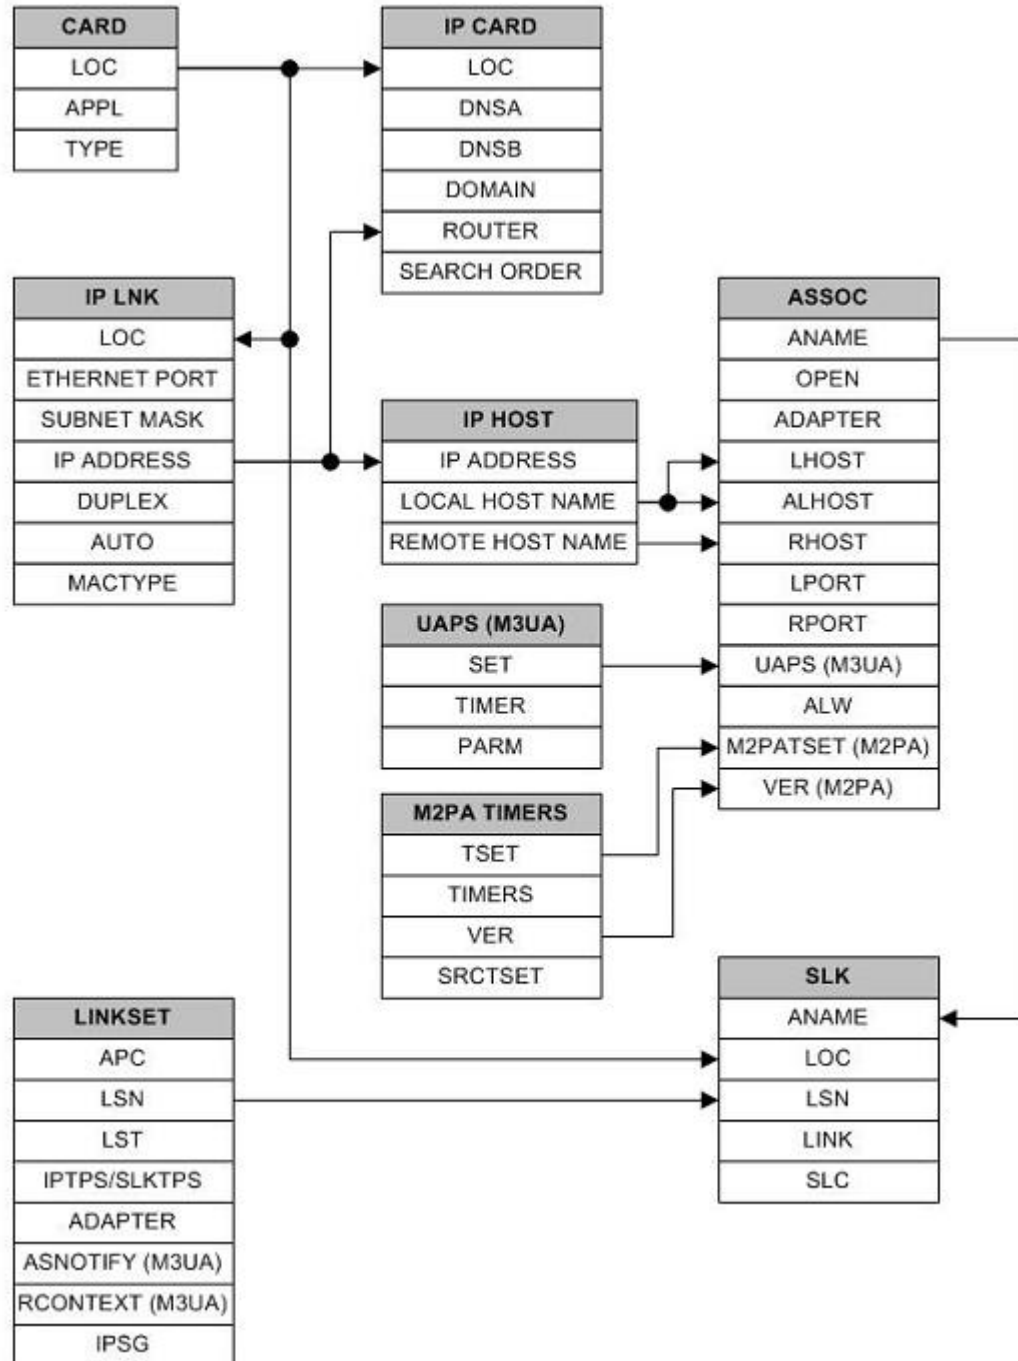 CARD
LOC
APPL
TYPE
IP CARD
LOC
DNSA
DNSB
DOMAIN
ROUTER
SEARCH ORDER
IP LNK
LOC
ETHERNET PORT
SUBNET MASK
IP ADDRESS
DUPLEX
AUTO
MACTYPE
IP HOST
IP ADDRESS
LOCAL HOST NAME
REMOTE HOST NAME
ASSOC
ANAME
OPEN
ADAPTER
LHOST
ALHOST
RHOST
LPORT
RPORT
UAPS (M3UA)
ALW
M2PATSET (M2PA)
VER (M2PA)
UAPS (M3UA)
SET
TIMER
PARM
M2PA TIMERS
TSET
TIMERS
VER
SRCTSET
LINKSET
APC
LSN
LST
IPTPS/SLKTPS
ADAPTER
ASNOTIFY (M3UA)
RCONTEXT (M3UA)
IPSG
SLK
ANAME
LOC
LSN
LINK
SLC